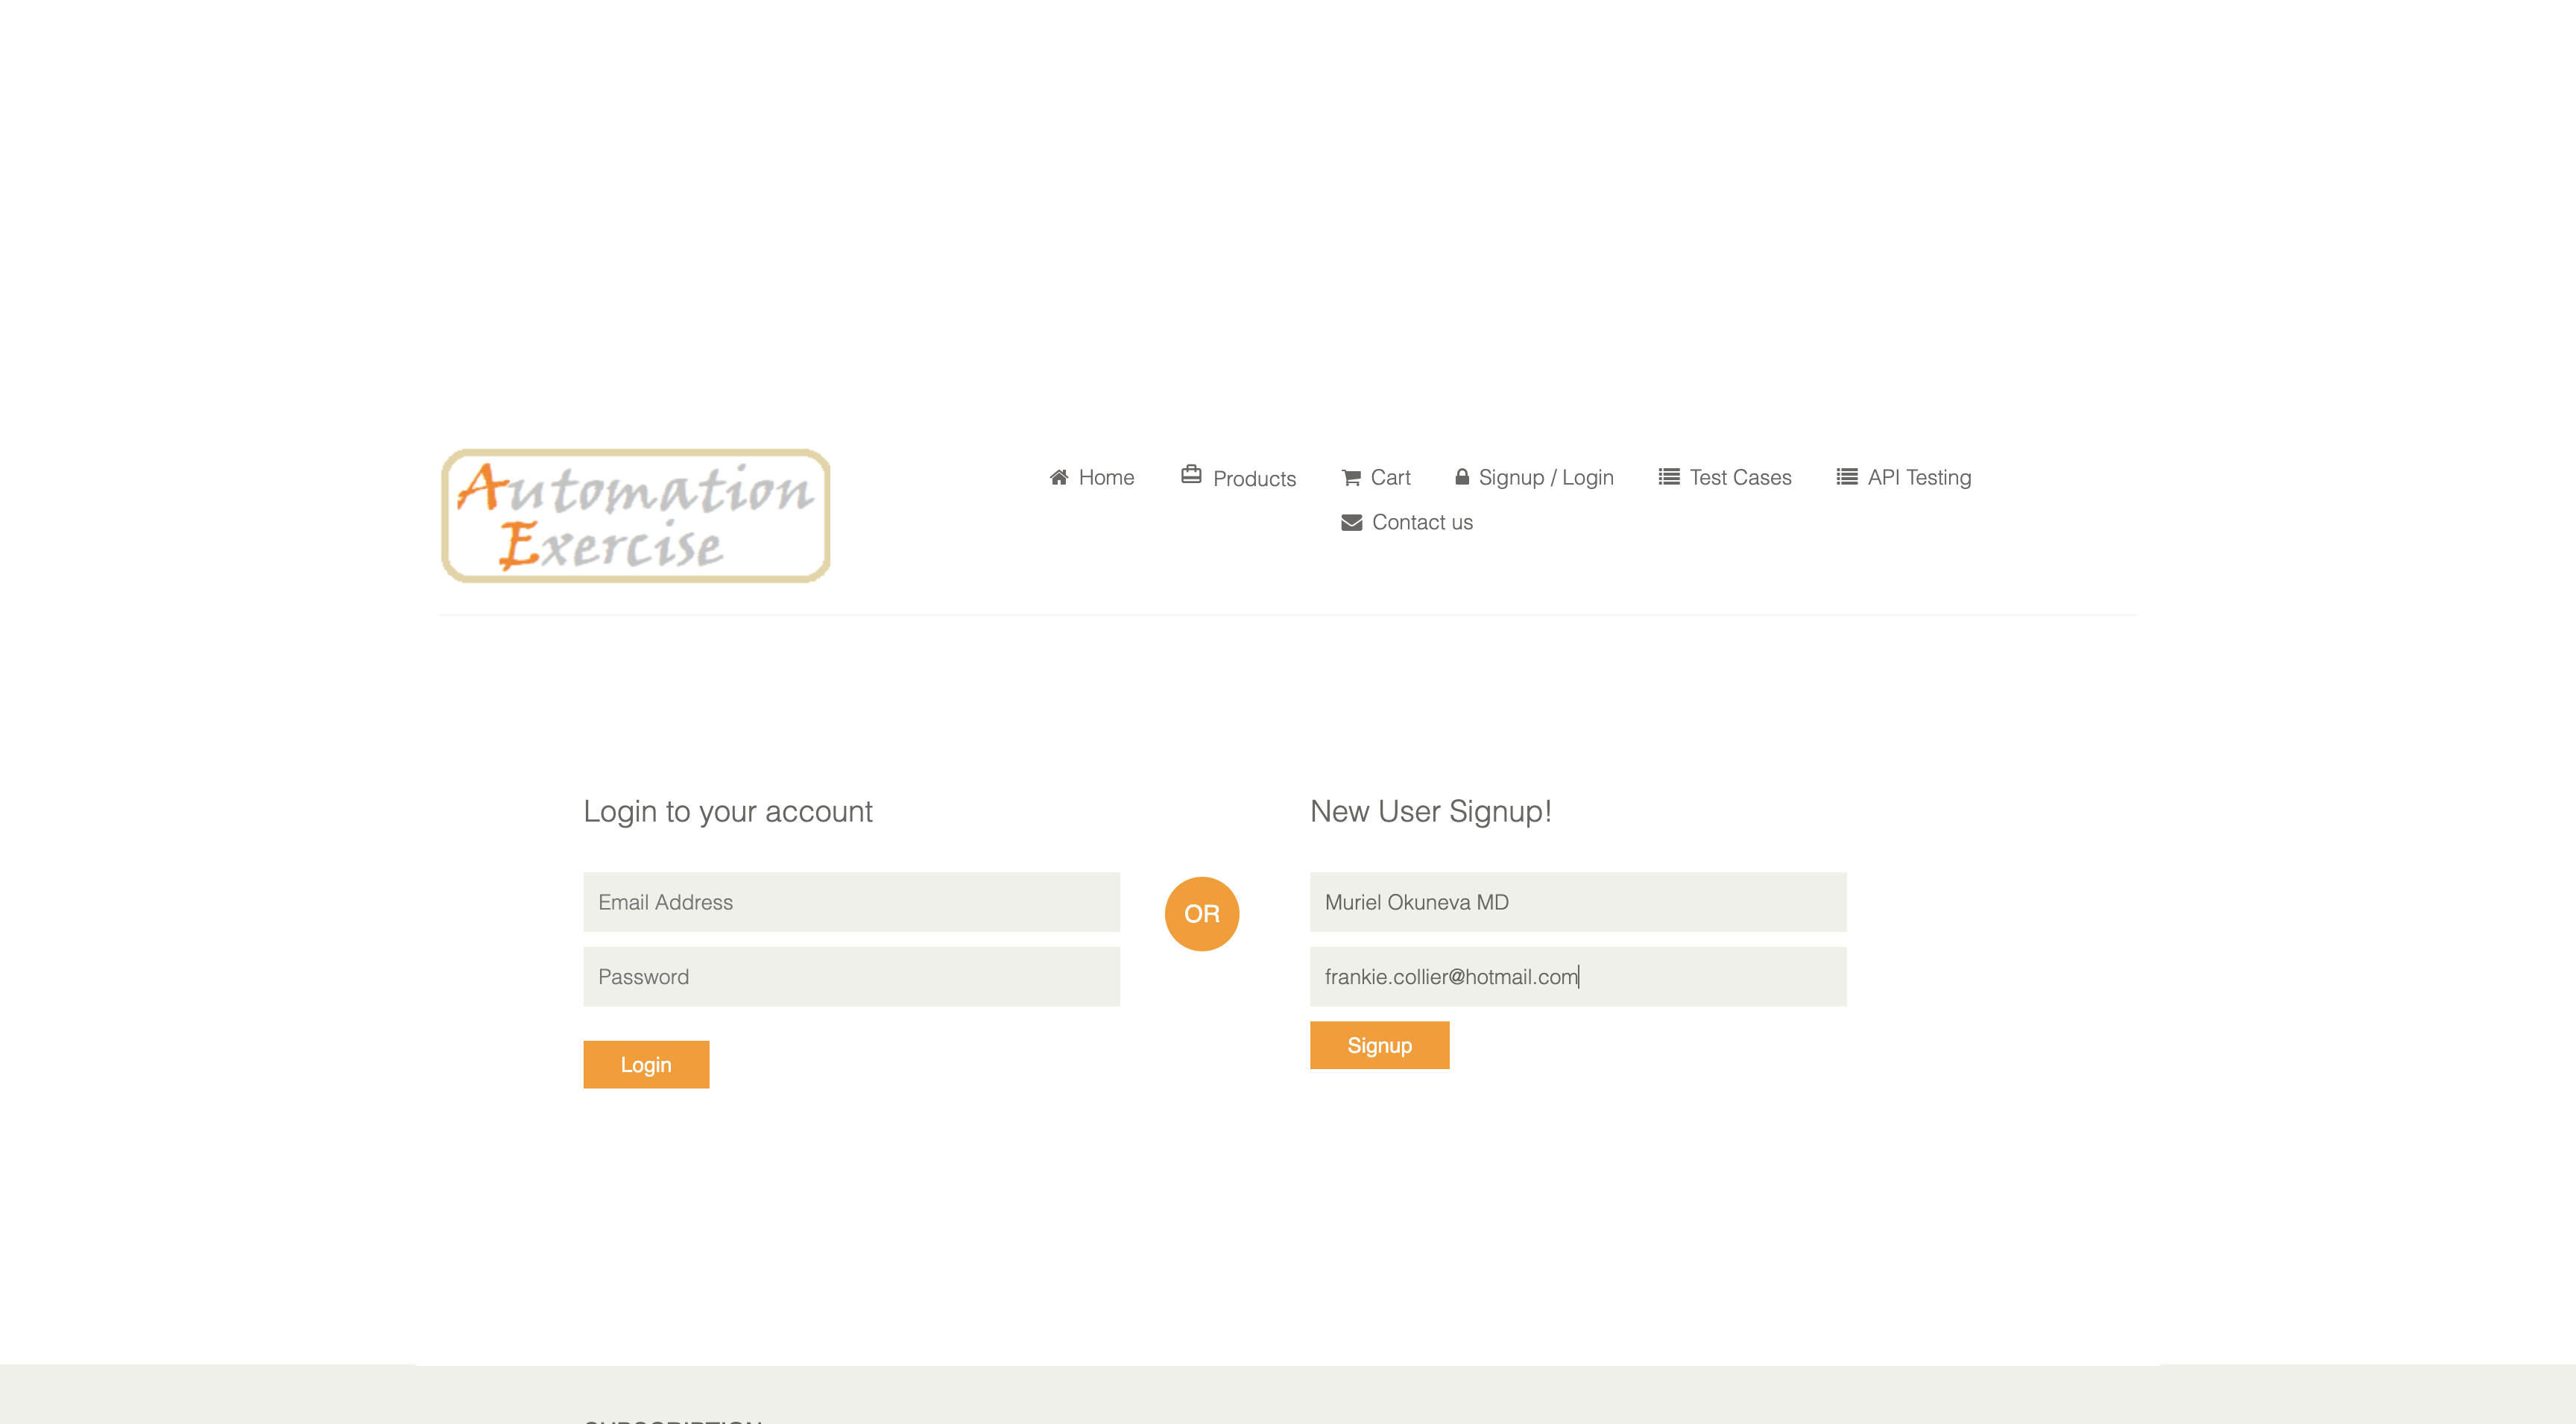 Automation
Exercise
Home
Products
Cart
Signup / Login
Test Cases
API Testing
Contact us
Login to your account
Email Address
Password
Login
OR
New User Signup!
Muriel Okuneva MD
frankie.collier@hotmail.com
Signup
SUBSCRIPTION